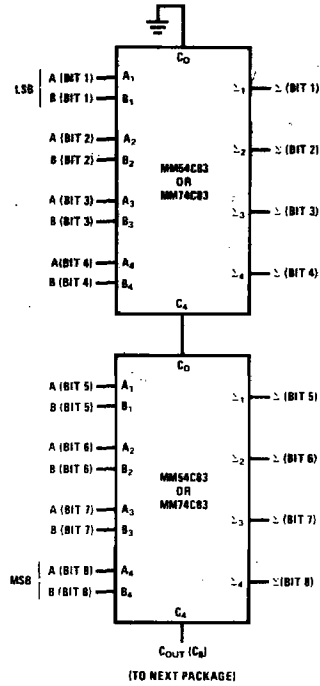 C0
LSB
A (BIT 1) A1 Σ1 Σ (BIT 1)
B (BIT 1) B1
A (BIT 2) A2 Σ2 Σ (BIT 2)
B (BIT 2) B2
MM54C83
OR
MM74C83
A (BIT 3) A3 Σ3 Σ (BIT 3)
B (BIT 3) B3
A(BIT 4) A4 Σ4 Σ (BIT 4)
B (BIT 4) B4
C4
C0
A (BIT 5) A1 Σ1 Σ (BIT 5)
B (BIT 5) B1
A (BIT 6) A2 Σ2 Σ (BIT 6)
B (BIT 6) B2
MM54C83
OR
MM74C83
A (BIT 7) A3 Σ3 Σ (BIT 7)
B (BIT 7) B3
MSB
A (BIT 8) A4 Σ4 Σ(BIT 8)
B (BIT 8) B4
C4
COUT (C8)
(TO NEXT PACKAGE)